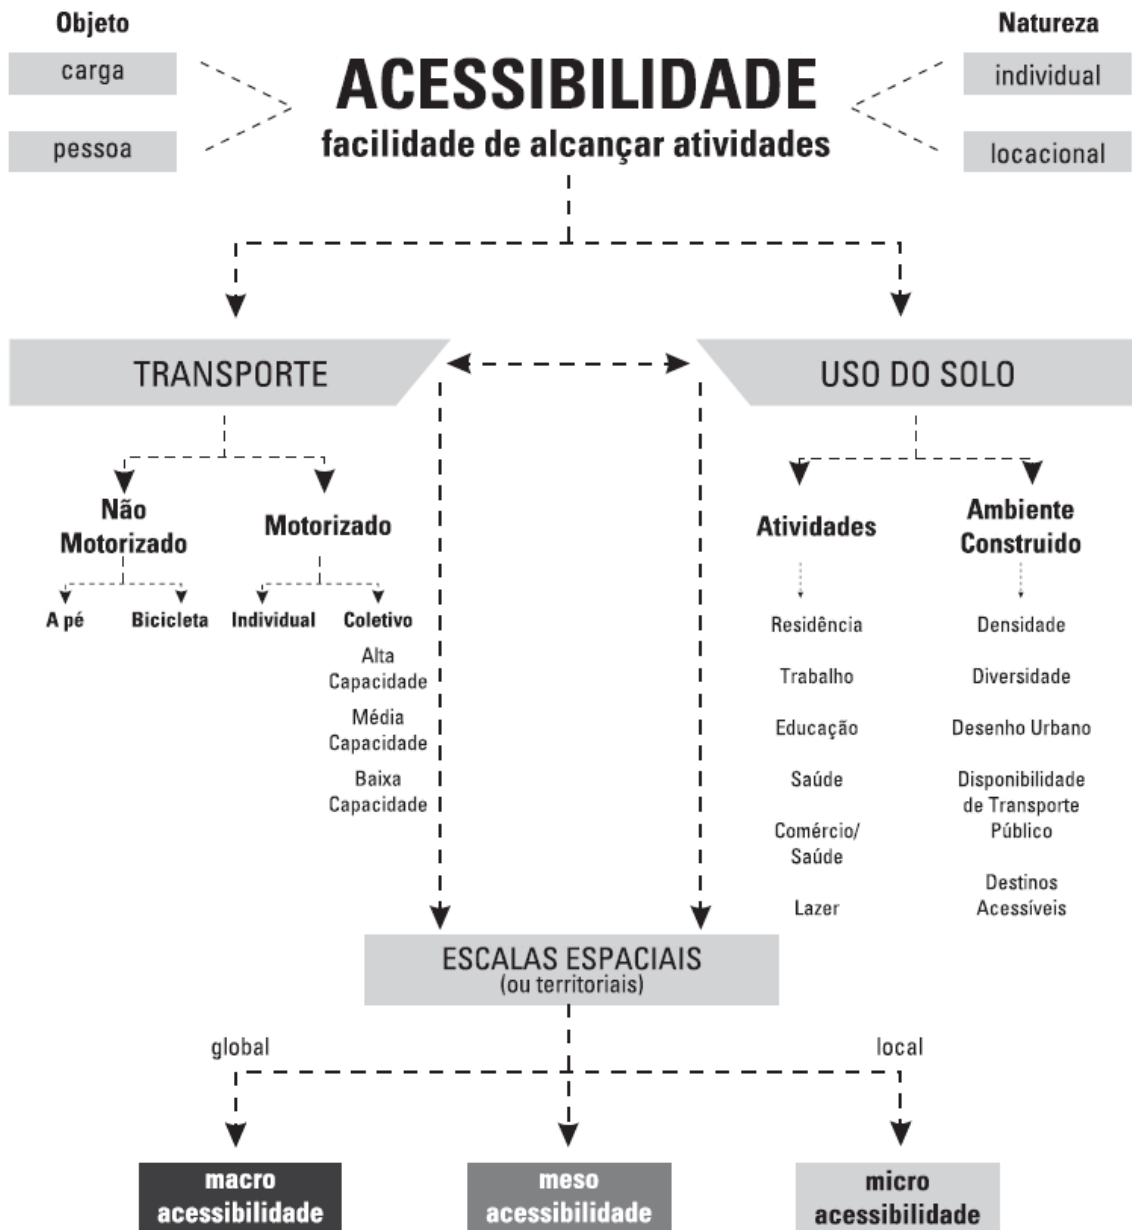 Objeto
carga
pessoa
ACESSIBILIDADE
facilidade de alcançar atividades
Natureza
individual
locacional
TRANSPORTE
USO DO SOLO
Não
Motorizado
Motorizado
A pé
Bicicleta
Individual
Coletivo
Alta
Capacidade
Média
Capacidade
Baixa
Capacidade
Atividades
Residência
Trabalho
Educação
Saúde
Comércio/
Saúde
Lazer
Ambiente
Construido
Densidade
Diversidade
Desenho Urbano
Disponibilidade
de Transporte
Público
Destinos
Acessíveis
ESCALAS ESPACIAIS
(ou territoriais)
global
local
macro
acessibilidade
meso
acessibilidade
micro
acessibilidade